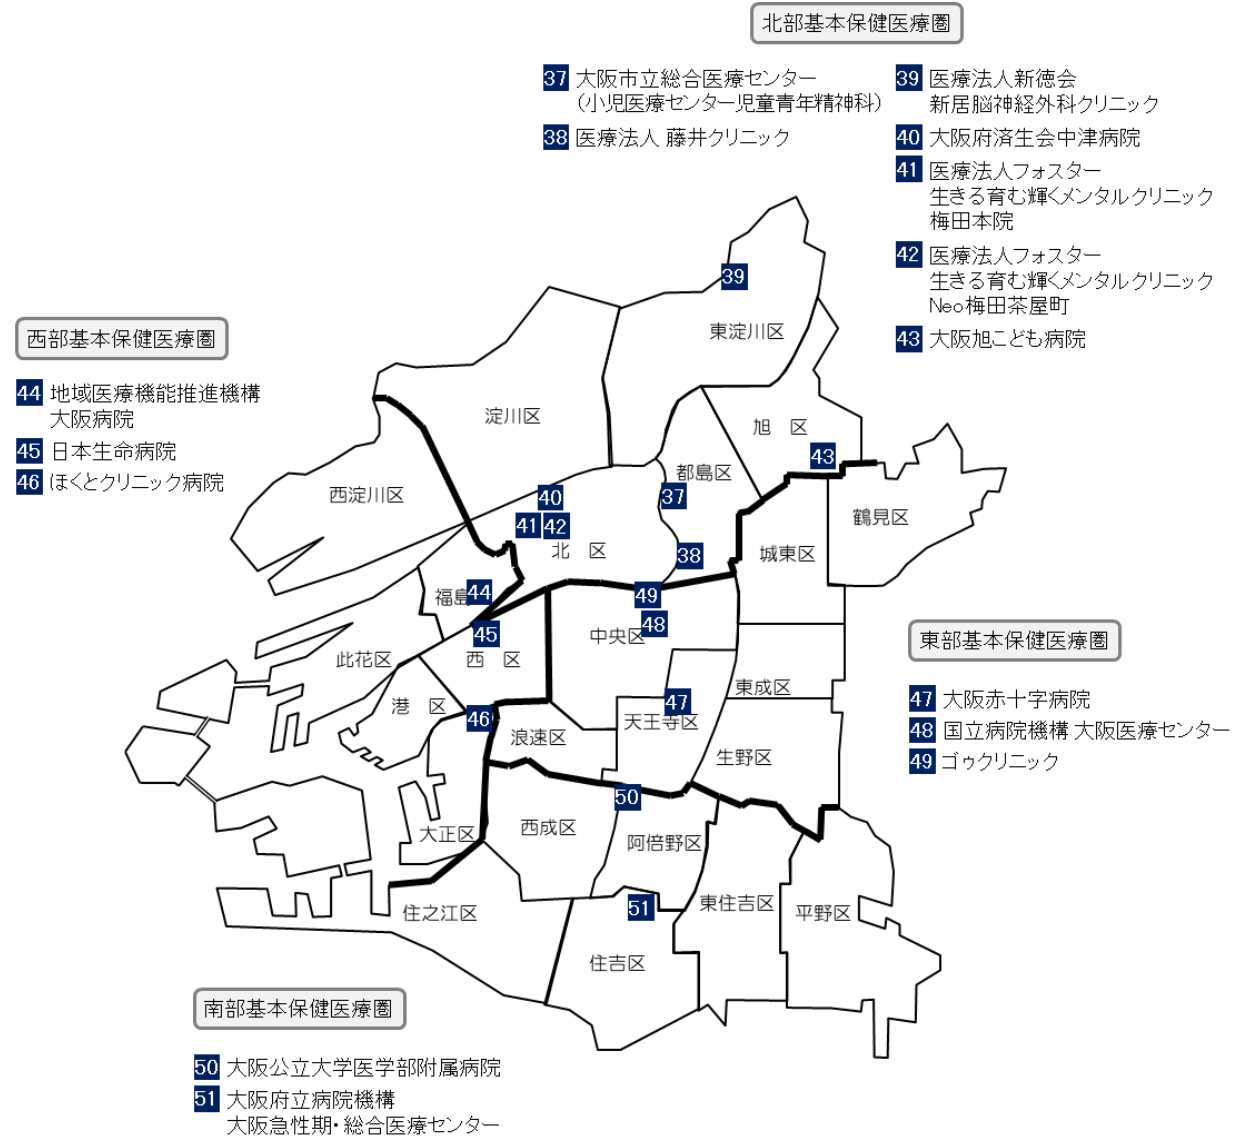 北部基本保健医療圏
37 大阪市立総合医療センター
（小児医療センター児童青年精神科）
38 医療法人 藤井クリニック
39 医療法人新徳会
新居脳神経外科クリニック
40 大阪府済生会中津病院
41 医療法人フォスター
生きる育む輝くメンタルクリニック
梅田本院
42 医療法人フォスター
生きる育む輝くメンタルクリニック
Neo梅田茶屋町
43 大阪旭こども病院
西部基本保健医療圏
44 地域医療機能推進機構
大阪病院
45 日本生命病院
46 ほくとクリニック病院
39
東淀川区
淀川区
旭 区
43
都島区
37
西淀川区
40
41 42
北 区
38
鶴見区
城東区
福島
44
49
48
中央区
45
西 区
此花区
東成区
港 区
46
47
天王寺区
浪速区
生野区
50
西成区
大正区
阿倍野区
51
住之江区
東住吉区
平野区
住吉区
東部基本保健医療圏
47 大阪赤十字病院
48 国立病院機構 大阪医療センター
49 ゴゥクリニック
南部基本保健医療圏
50 大阪公立大学医学部附属病院
51 大阪府立病院機構
大阪急性期・総合医療センター